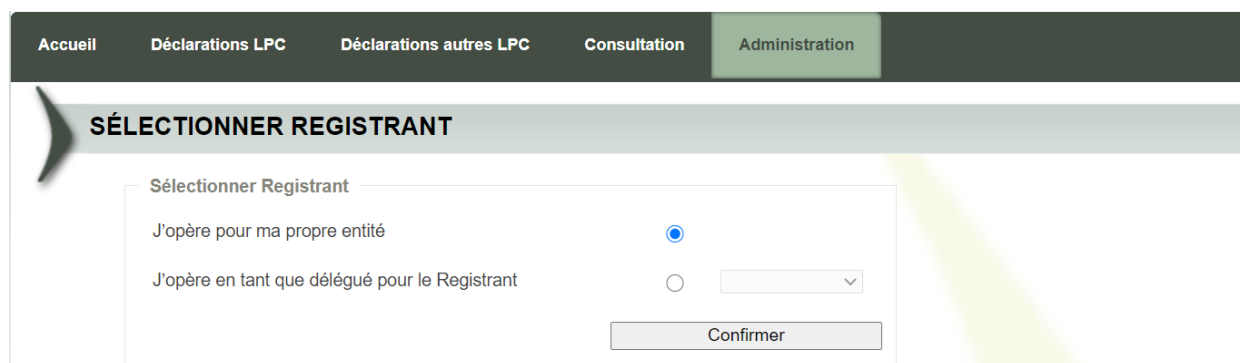 Accueil Déclarations LPC Déclarations autres LPC Consultation Administration
SÉLECTIONNER REGISTRANT
Sélectionner Registrant
J'opère pour ma propre entité
J'opère en tant que délégué pour le Registrant
Confirmer